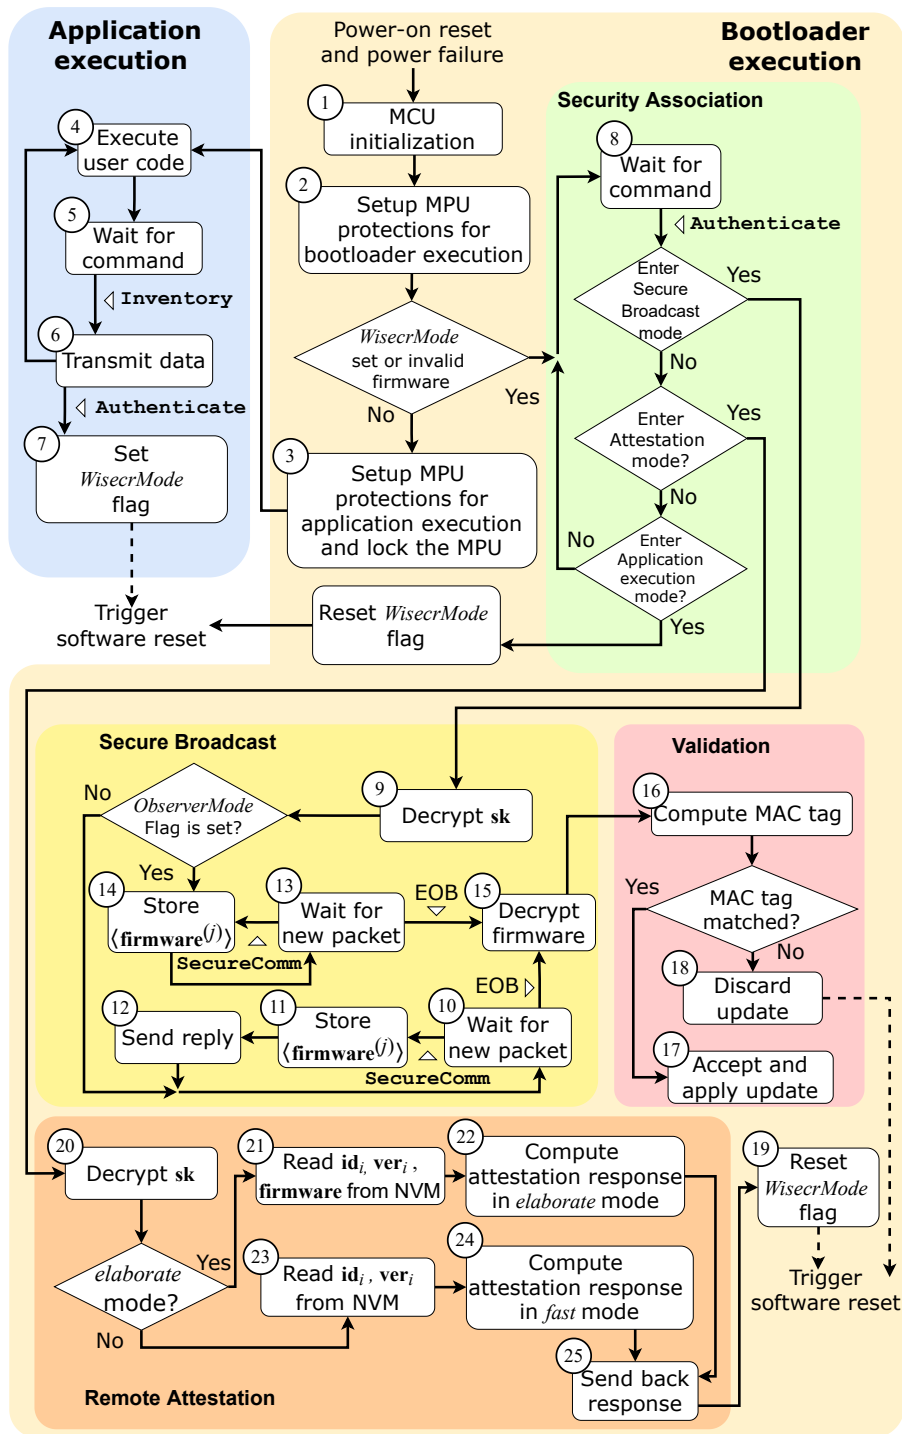 Application
execution
4
Execute
user code
5
Wait for
command
Inventory
6
Transmit data
Authenticate
7
Set
WisecrMode
flag
Trigger
software reset
Bootloader
execution
Power-on reset
and power failure
1
MCU
initialization
2
Setup MPU
protections for
bootloader execution
WisecrMode
set or invalid
firmware
Yes
No
3
Setup MPU
protections for
application execution
and lock the MPU
Reset WisecrMode
flag
Security Association
8
Wait for
command
Authenticate
Enter
Secure
Broadcast
mode
Yes
No
Enter
Attestation
mode?
Yes
No
Enter
Application
execution
mode?
No
Yes
Secure Broadcast
9
Decrypt sk
ObserverMode
Flag is set?
No
Yes
14
Store
⟨firmware(j)⟩
13
Wait for
new packet
SecureComm
EOB
15
Decrypt
firmware
EOB
12
Send reply
11
Store
⟨firmware(j)⟩
10
Wait for
new packet
SecureComm
Validation
16
Compute MAC tag
Yes
MAC tag
matched?
No
18
Discard
update
17
Accept and
apply update
20
Decrypt sk
elaborate
mode?
Yes
No
21
Read idi, veri ,
firmware from NVM
22
Compute
attestation response
in elaborate mode
23
Read idi , veri
from NVM
24
Compute
attestation response
in fast mode
25
Send back
response
Remote Attestation
19
Reset
WisecrMode
flag
Trigger
software reset